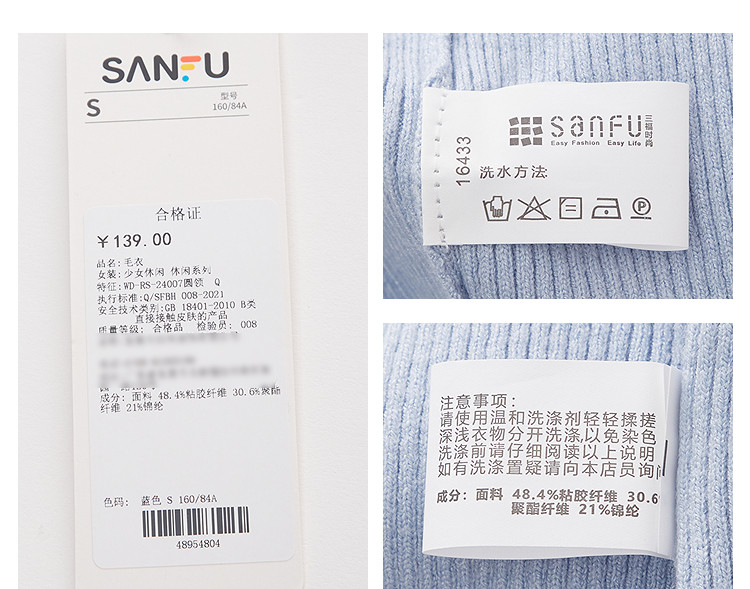 SANFU
S
型号
160/84A
合格证
￥139.00
品名:毛衣
女装:少女休闲 休闲系列
特征:WD-RS-24007圆领 Q
执行标准:Q/SFBH 008-2021
安全技术类别:GB 18401-2010 B类
直接接触皮肤的产品
质量等级: 合格品 检验员: 008
成分: 面料 48.4%粘胶纤维 30.6%聚酯
纤维 21%锦纶
色码: 蓝色 S 160/84A
48954804
16433
sanfu 三福时尚
Easy Fashion Easy Life
洗水方法:
P
注意事项:
请使用温和洗涤剂轻轻揉搓
深浅衣物分开洗涤,以免染色
洗涤前请仔细阅读以上说明
如有洗涤置疑请向本店员询
成分: 面料 48.4%粘胶纤维 30.6
聚酯纤维 21%锦纶